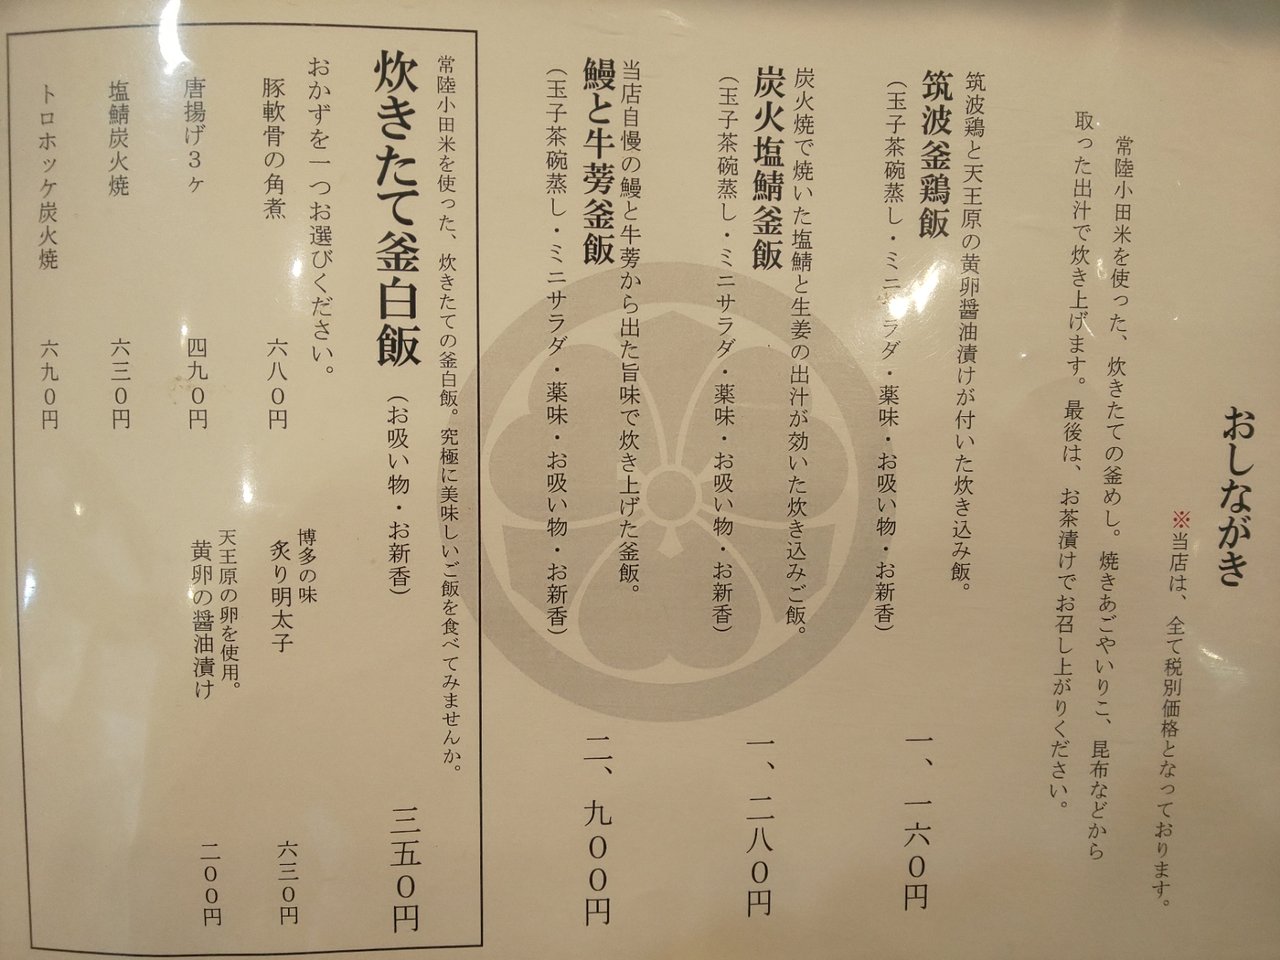 おしながき
※当店は、全て税別価格となっております。
常陸小田米を使った、炊きたての釜めし。焼きあごやいりこ、昆布などから
取った出汁で炊き上げます。最後は、お茶漬けでお召し上がりください。
筑波鶏と天王原の黄卵醤油漬けが付いた炊き込み飯。
筑波釜鶏飯
(玉子茶碗蒸し・ミニサラダ・薬味・お吸い物・お新香)
一、一六０円
炭火焼で焼いた塩鯖と生姜の出汁が効いた炊き込みご飯。
炭火塩鯖釜飯
(玉子茶碗蒸し・ミニサラダ・薬味・お吸い物・お新香)
一、二八０円
当店自慢の鰻と牛蒡から出た旨味で炊き上げた釜飯。
鰻と牛蒡釜飯
(玉子茶碗蒸し・ミニサラダ・薬味・お吸い物・お新香)
二、九００円
常陸小田米を使った、炊きたての釜白飯。究極に美味しいご飯を食べてみませんか。
炊きたて釜白飯(お吸い物・お新香) 三五０円
おかずを一つお選びください。
豚軟骨の角煮 六八０円
唐揚げ３ヶ 四九０円
塩鯖炭火焼 六三０円
トロホッケ炭火焼 六九０円
博多の味
炙り明太子 六三０円
天王原の卵を使用。
黄卵の醤油漬け 二００円